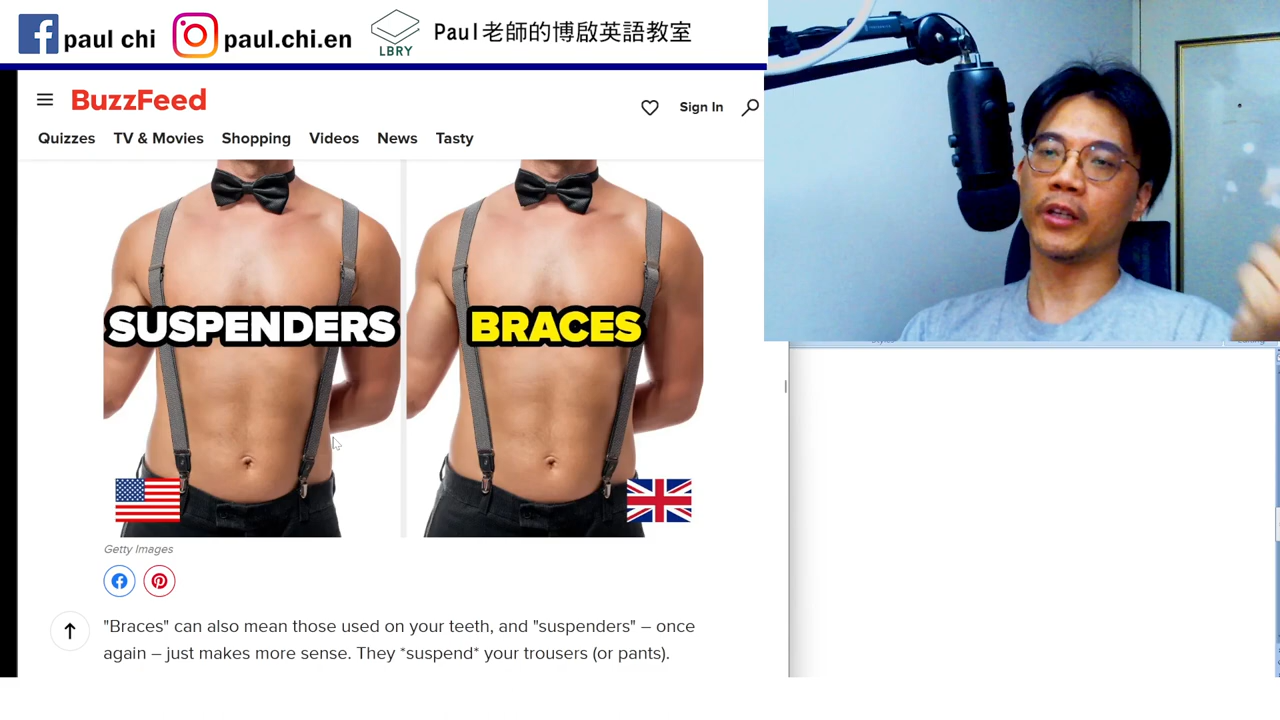 paul chi
paul.chi.en
LBRY
Paul老師的博啟英語教室
BuzzFeed
Sign In
Quizzes TV & Movies Shopping Videos News Tasty
SUSPENDERS
BRACES
Getty Images
"Braces" can also mean those used on your teeth, and "suspenders" – once
again – just makes more sense. They *suspend* your trousers (or pants).